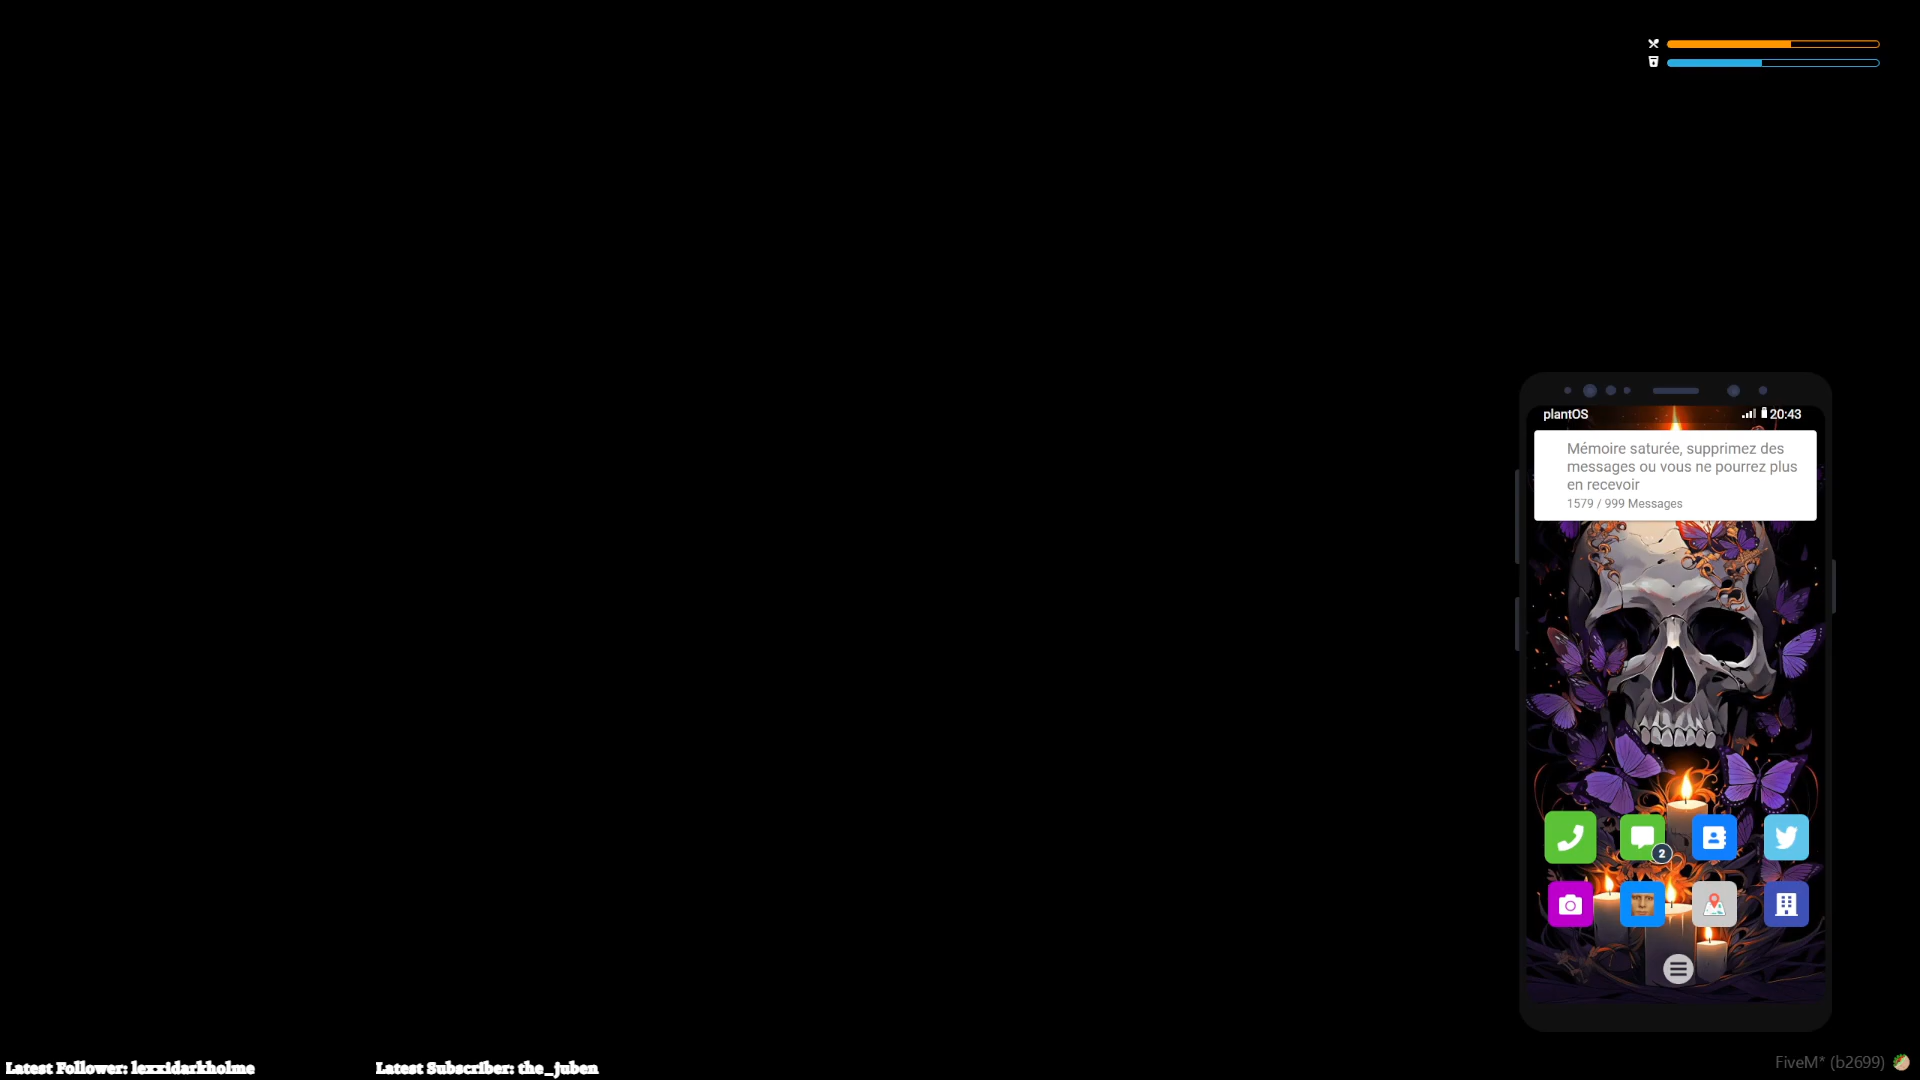 plantOS
20:43
Mémoire saturée, supprimez des
messages ou vous ne pourrez plus
en recevoir
1579 / 999 Messages
2
Latest Follower: lexxidarkholme
Latest Subscriber: the_juben
FiveM* (b2699)